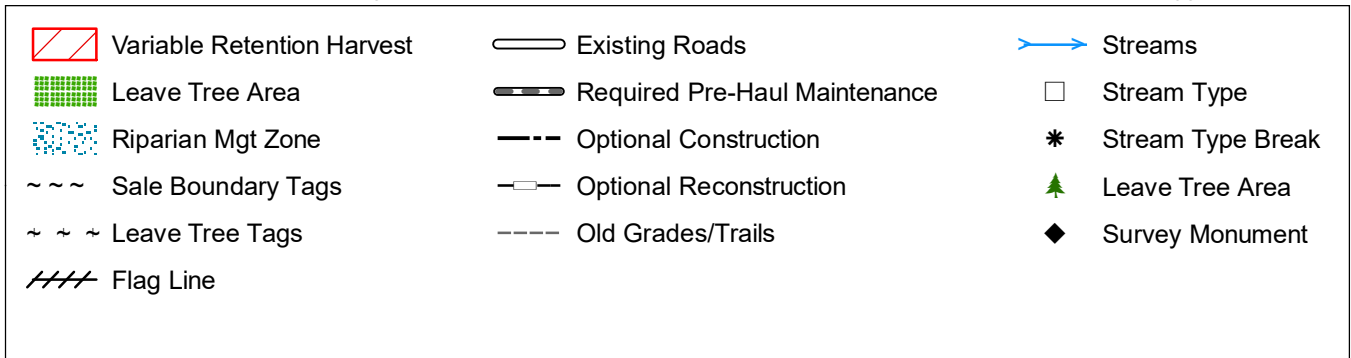 Variable Retention Harvest
Leave Tree Area
Riparian Mgt Zone
Sale Boundary Tags
Leave Tree Tags
Flag Line
Existing Roads
Required Pre-Haul Maintenance
Optional Construction
Optional Reconstruction
Old Grades/Trails
Streams
Stream Type
Stream Type Break
Leave Tree Area
Survey Monument